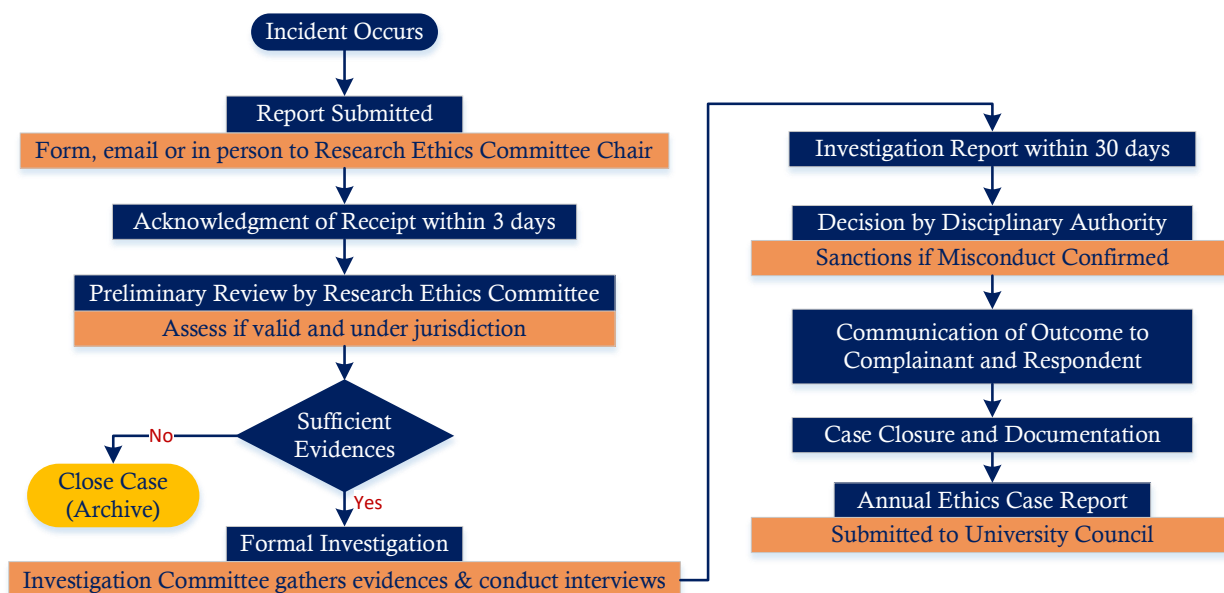 Incident Occurs
Report Submitted
Form, email or in person to Research Ethics Committee Chair
Acknowledgment of Receipt within 3 days
Preliminary Review by Research Ethics Committee
Assess if valid and under jurisdiction
Sufficient
Evidences
No
Close Case
(Archive)
Yes
Formal Investigation
Investigation Committee gathers evidences & conduct interviews
Investigation Report within 30 days
Decision by Disciplinary Authority
Sanctions if Misconduct Confirmed
Communication of Outcome to
Complainant and Respondent
Case Closure and Documentation
Annual Ethics Case Report
Submitted to University Council